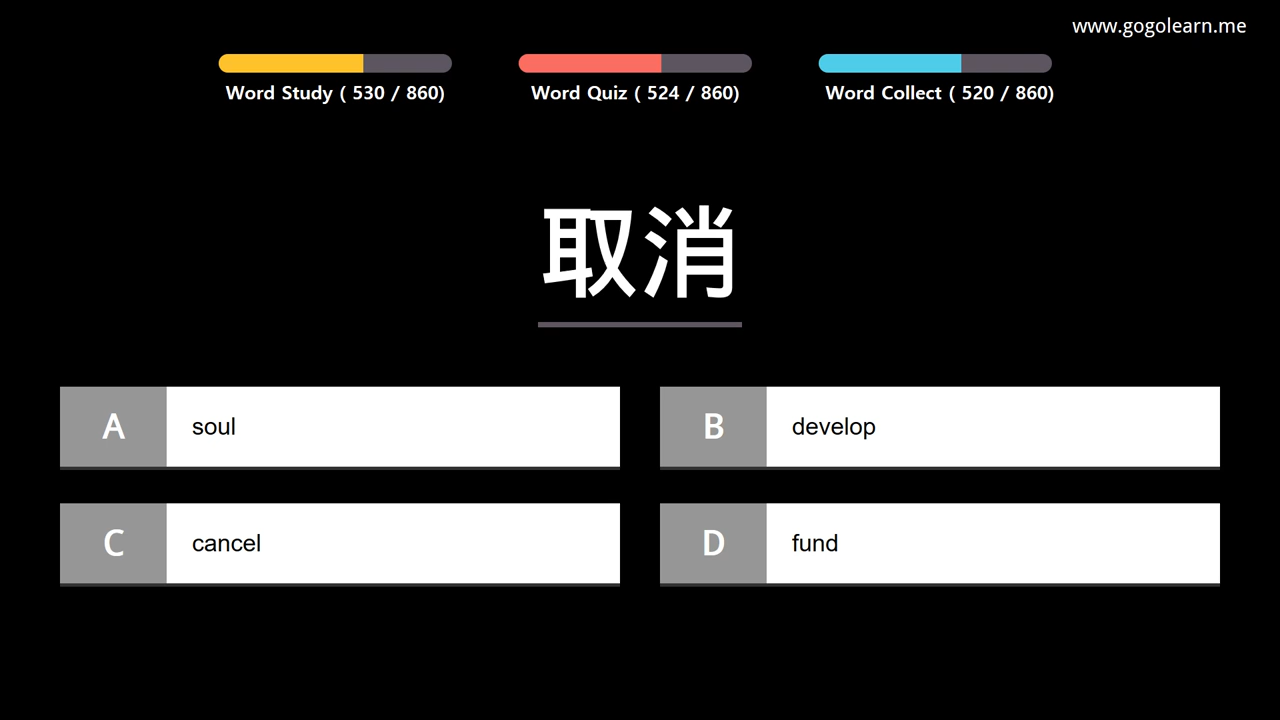 www.gogolearn.me
Word Study ( 530 / 860)
Word Quiz ( 524 / 860)
Word Collect ( 520 / 860)
取消
A soul
B develop
C cancel
D fund